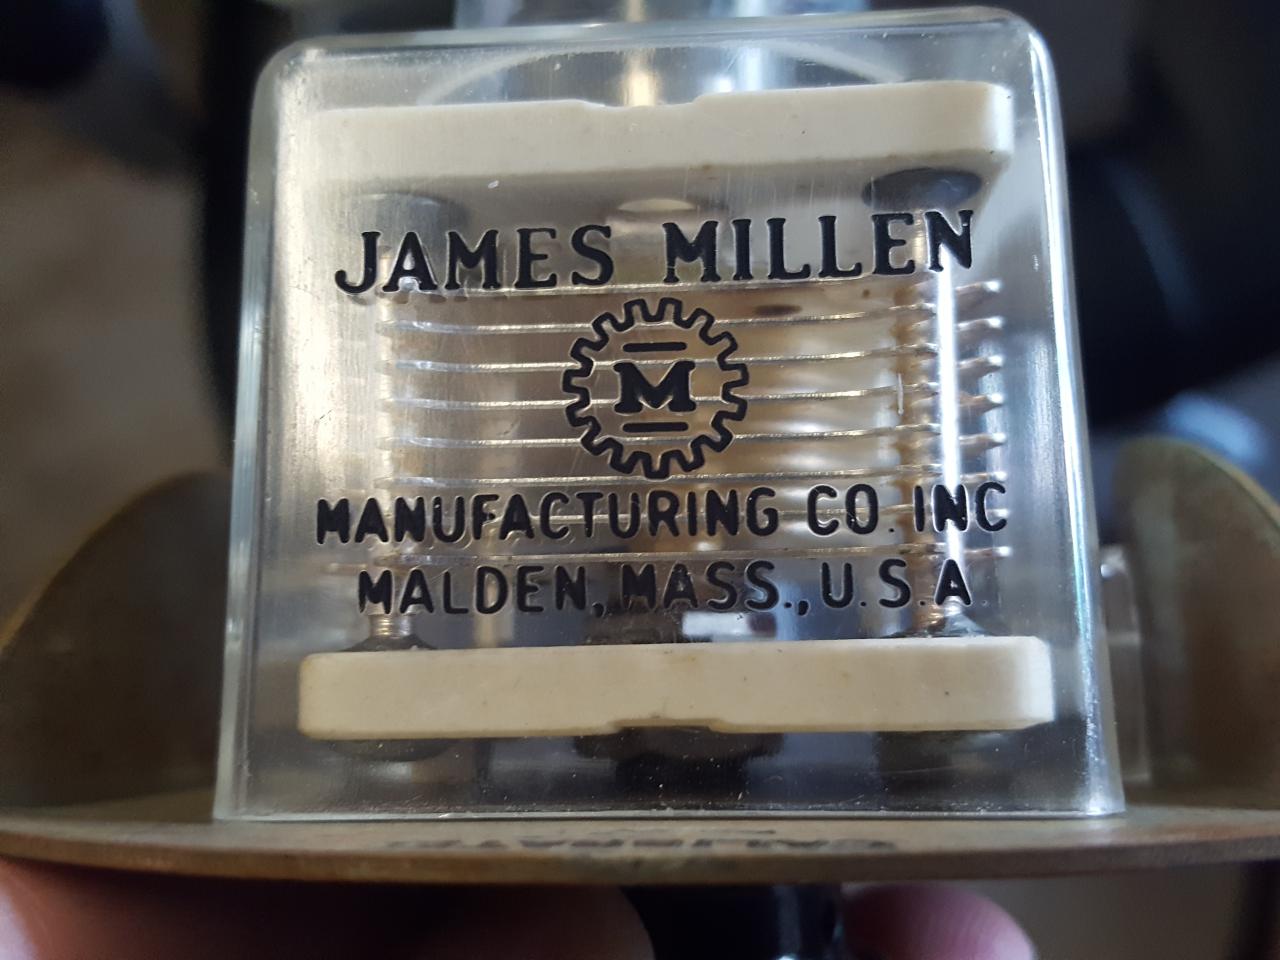 JAMES MILLEN
M
MANUFACTURING CO. INC
MALDEN, MASS., U.S.A